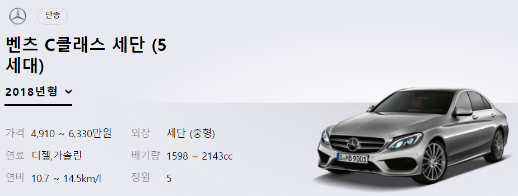 단종
벤츠 C클래스 세단 (5
세대)
2018년형
가격 4,910 ~ 6,330만원 외장 세단 (중형)
연료 디젤,가솔린 배기량 1598 ~ 2143cc
연비 10.7 ~ 14.5km/l 정원 5
S·MB 9003